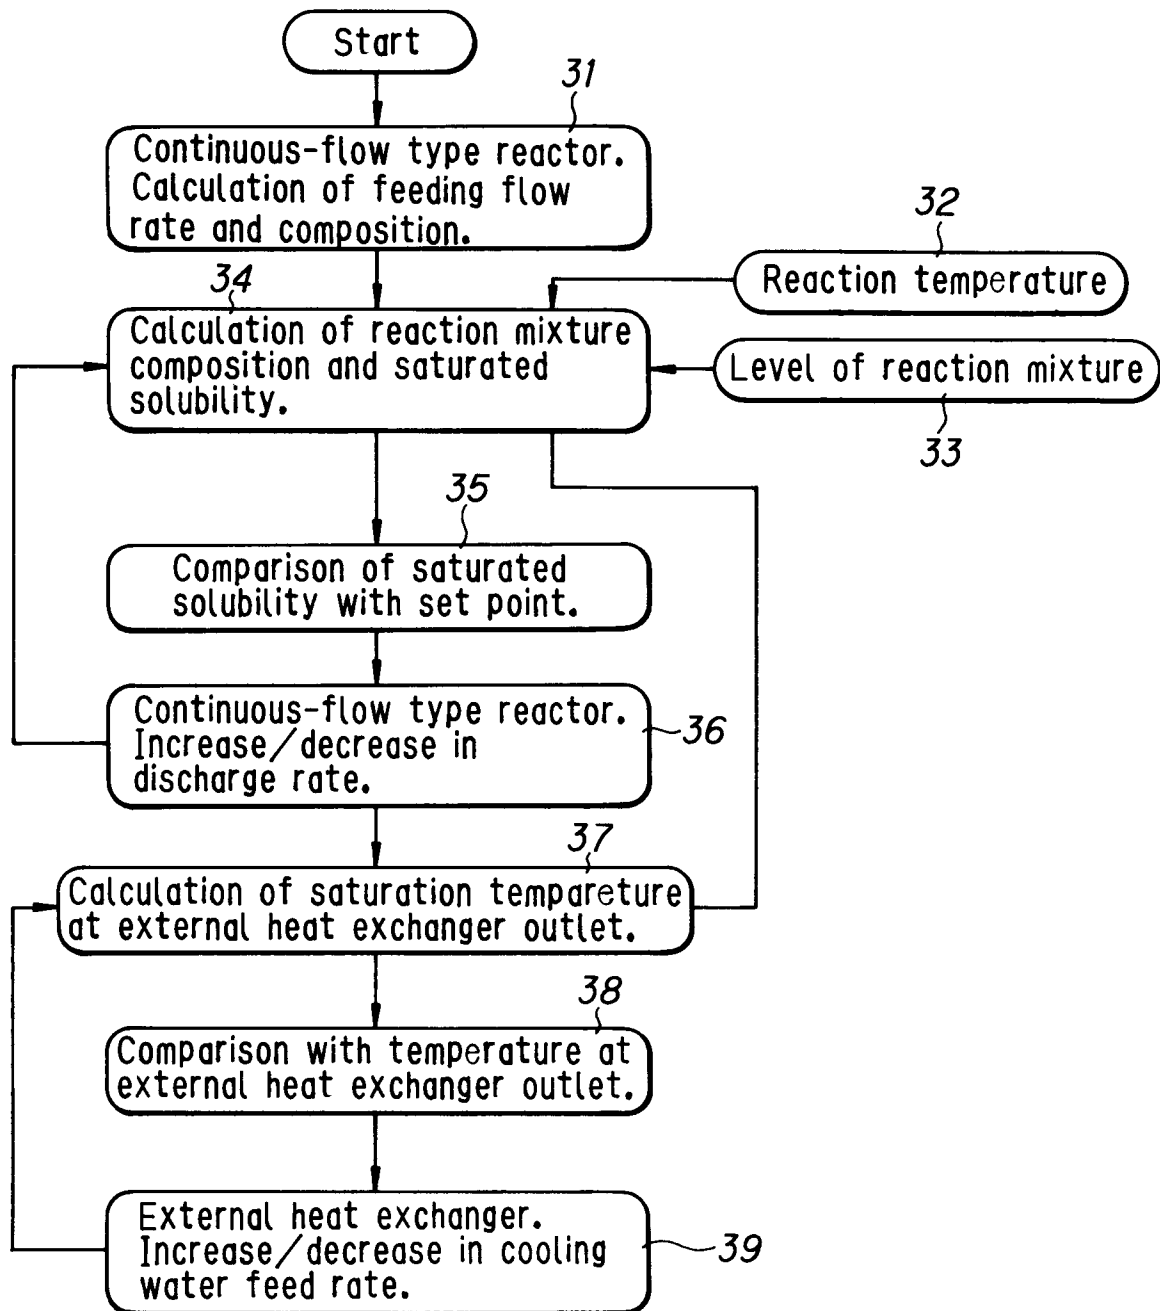 Start
31
Continuous-flow type reactor.
Calculation of feeding flow
rate and composition.
32
Reaction temperature
34
Calculation of reaction mixture
composition and saturated
solubility.
Level of reaction mixture
33
35
Comparison of saturated
solubility with set point.
Continuous-flow type reactor.
Increase/decrease in
discharge rate.
36
37
Calculation of saturation tempareture
at external heat exchanger outlet.
38
Comparison with temperature at
external heat exchanger outlet.
External heat exchanger.
Increase/decrease in cooling
water feed rate.
39